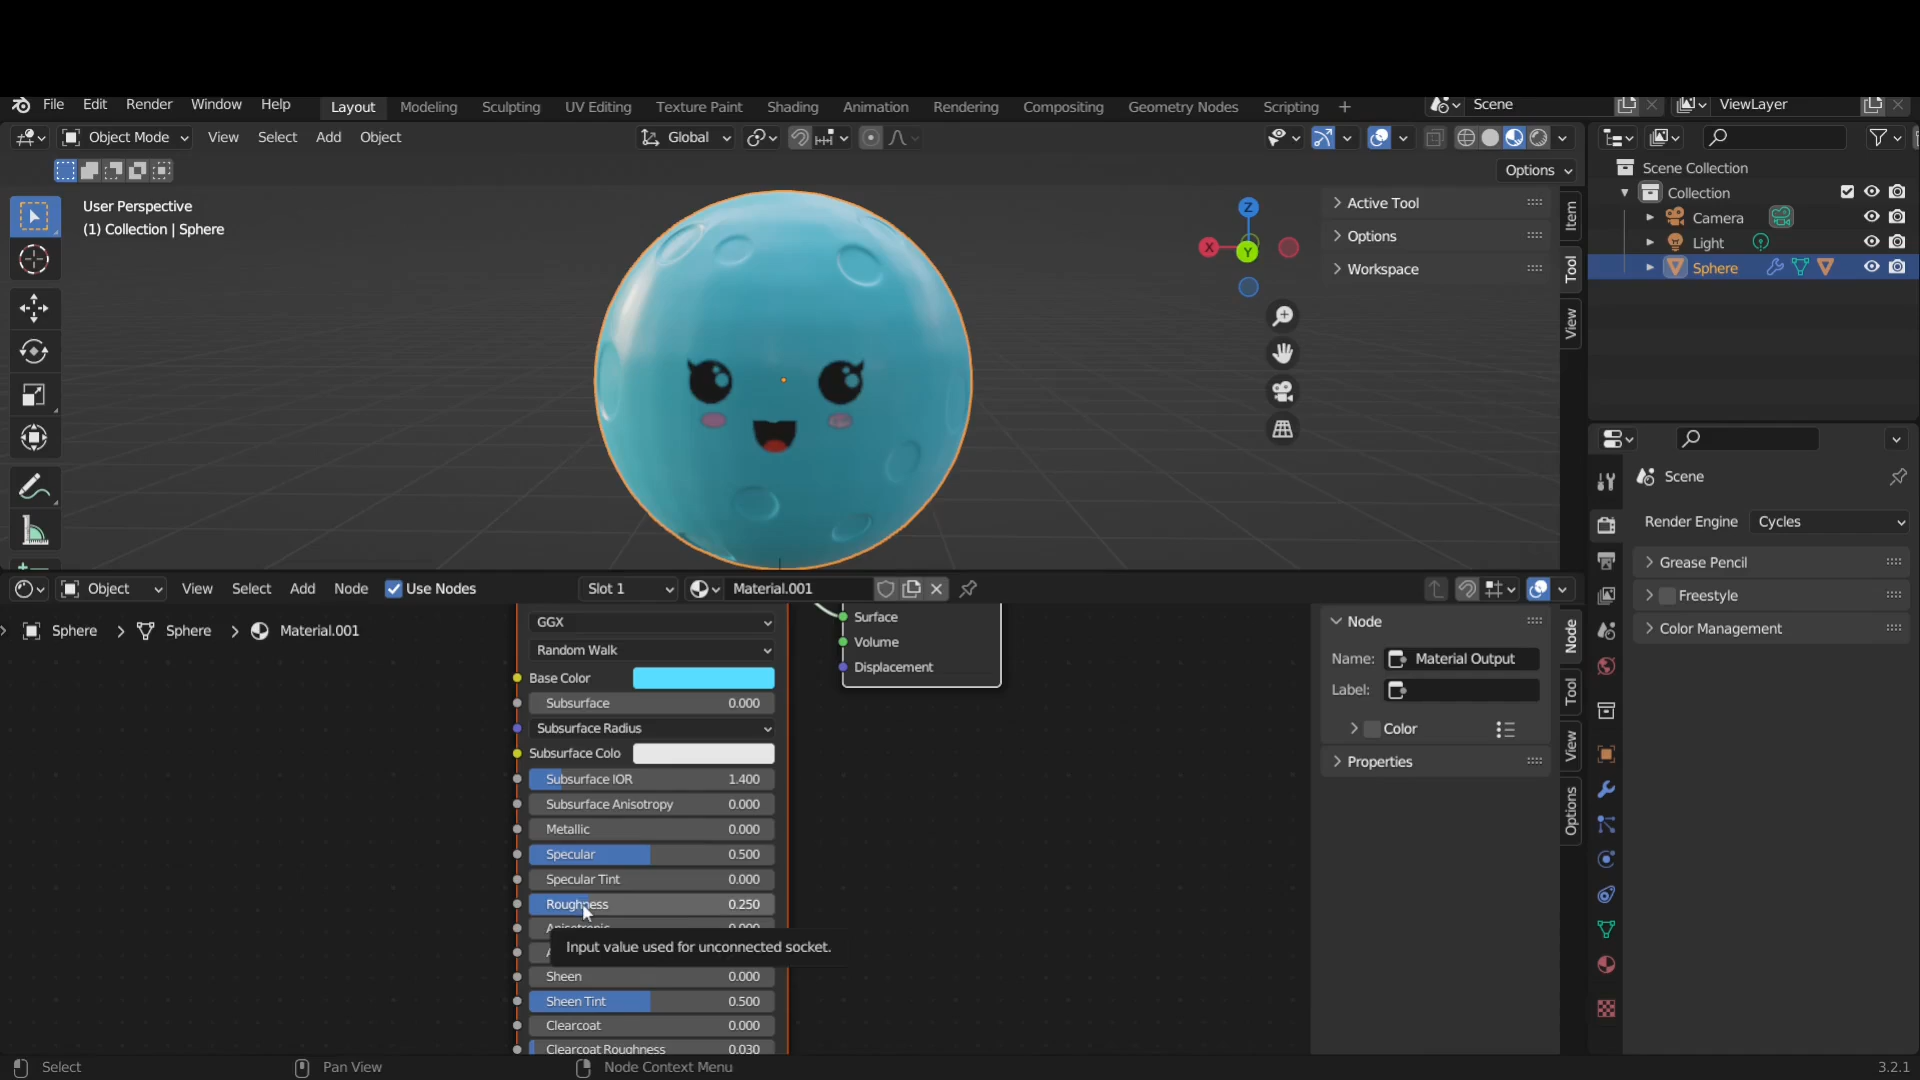 File Edit Render Window Help Layout Modeling Sculpting UV Editing Texture Paint Shading Animation Rendering Compositing Geometry Nodes Scripting + Scene ViewLayer
Object Mode View Select Add Object Global
Options
User Perspective
(1) Collection | Sphere
Z
X
Y
Active Tool
Options
Workspace
Item
Tool
View
Scene Collection
Collection
Camera
Light
Sphere
Scene
Render Engine Cycles
Grease Pencil
Freestyle
Color Management
Object View Select Add Node Use Nodes Slot 1 Material.001
Sphere > Sphere > Material.001
GGX
Random Walk
Base Color
Subsurface 0.000
Subsurface Radius
Subsurface Colo
Subsurface IOR 1.400
Subsurface Anisotropy 0.000
Metallic 0.000
Specular 0.500
Specular Tint 0.000
Roughness 0.250
Anisotropic 0.000
Input value used for unconnected socket.
Sheen 0.000
Sheen Tint 0.500
Clearcoat 0.000
Clearcoat Roughness 0.030
Surface
Volume
Displacement
Node
Name: Material Output
Label:
Color
Properties
Node
Tool
View
Options
Select Pan View Node Context Menu 3.2.1